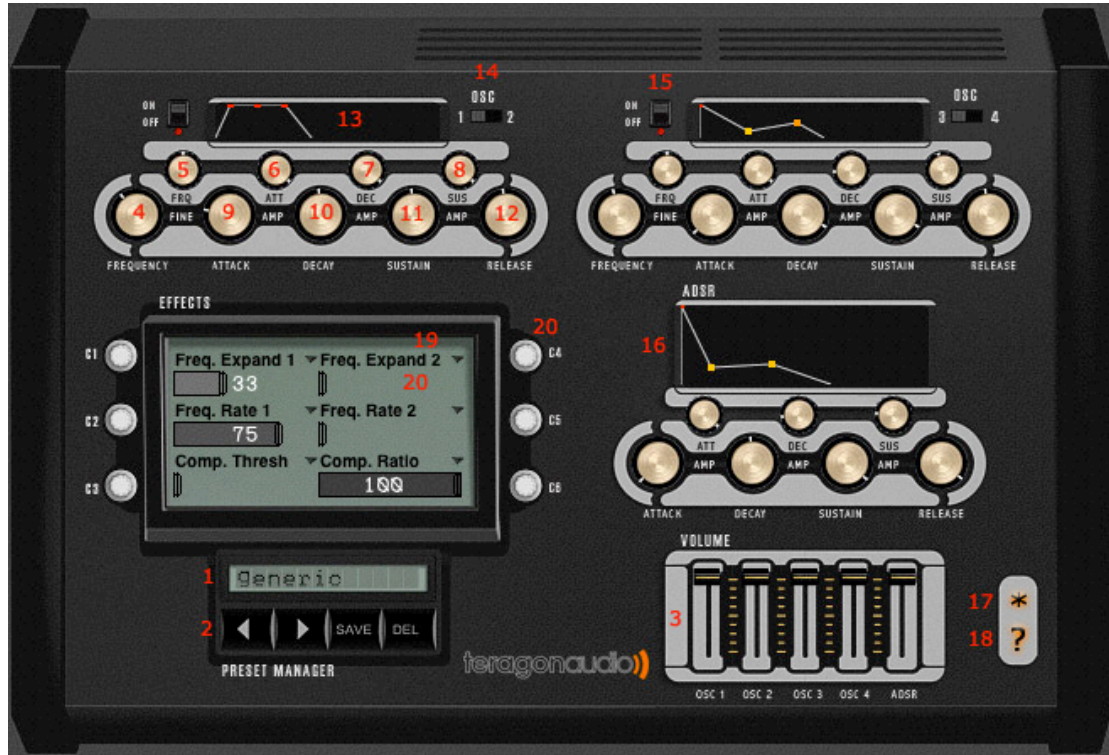 14
OSC
1 2
ON
OFF
13
15
OSC
3 4
ON
OFF
5 6 7 8
FRQ ATT DEC SUS
4 9 10 11 12
FINE AMP AMP AMP
FREQUENCY ATTACK DECAY SUSTAIN RELEASE
FRQ ATT DEC SUS
FINE AMP AMP AMP
FREQUENCY ATTACK DECAY SUSTAIN RELEASE
EFFECTS
C1
C2
C3
19
Freq. Expand 1 Freq. Expand 2
33 20
Freq. Rate 1 Freq. Rate 2
75
Comp. Thresh Comp. Ratio
100
20
C4
C5
C6
ADSR
16
ATT DEC SUS
AMP AMP AMP
ATTACK DECAY SUSTAIN RELEASE
1 Generic
2 SAVE DEL
PRESET MANAGER
teragonaudio
VOLUME
3
OSC 1 OSC 2 OSC 3 OSC 4 ADSR
17 *
18 ?